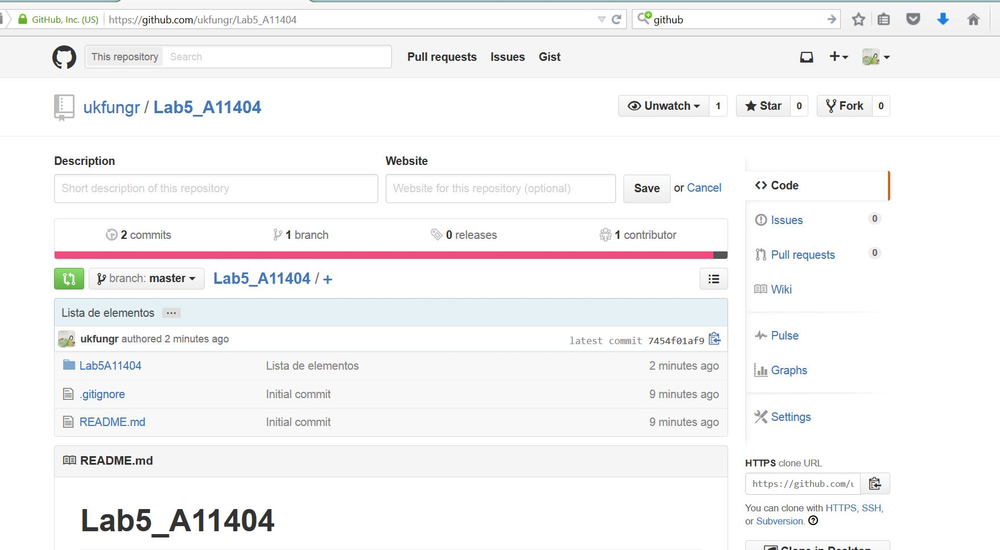 GitHub, Inc. (US) https://github.com/ukfungr/Lab5_A11404 github
This repository Search Pull requests Issues Gist
ukfungr / Lab5_A11404 Unwatch 1 Star 0 Fork 0
Description Website
Short description of this repository Website for this repository (optional) Save or Cancel
2 commits 1 branch 0 releases 1 contributor
branch: master Lab5_A11404 / +
Lista de elementos ...
ukfungr authored 2 minutes ago latest commit 7454f01af9
Lab5A11404 Lista de elementos 2 minutes ago
.gitignore Initial commit 9 minutes ago
README.md Initial commit 9 minutes ago
README.md
Lab5_A11404
Code
Issues 0
Pull requests 0
Wiki
Pulse
Graphs
Settings
HTTPS clone URL
https://github.com/u
You can clone with HTTPS, SSH,
or Subversion.
Clone in Desktop